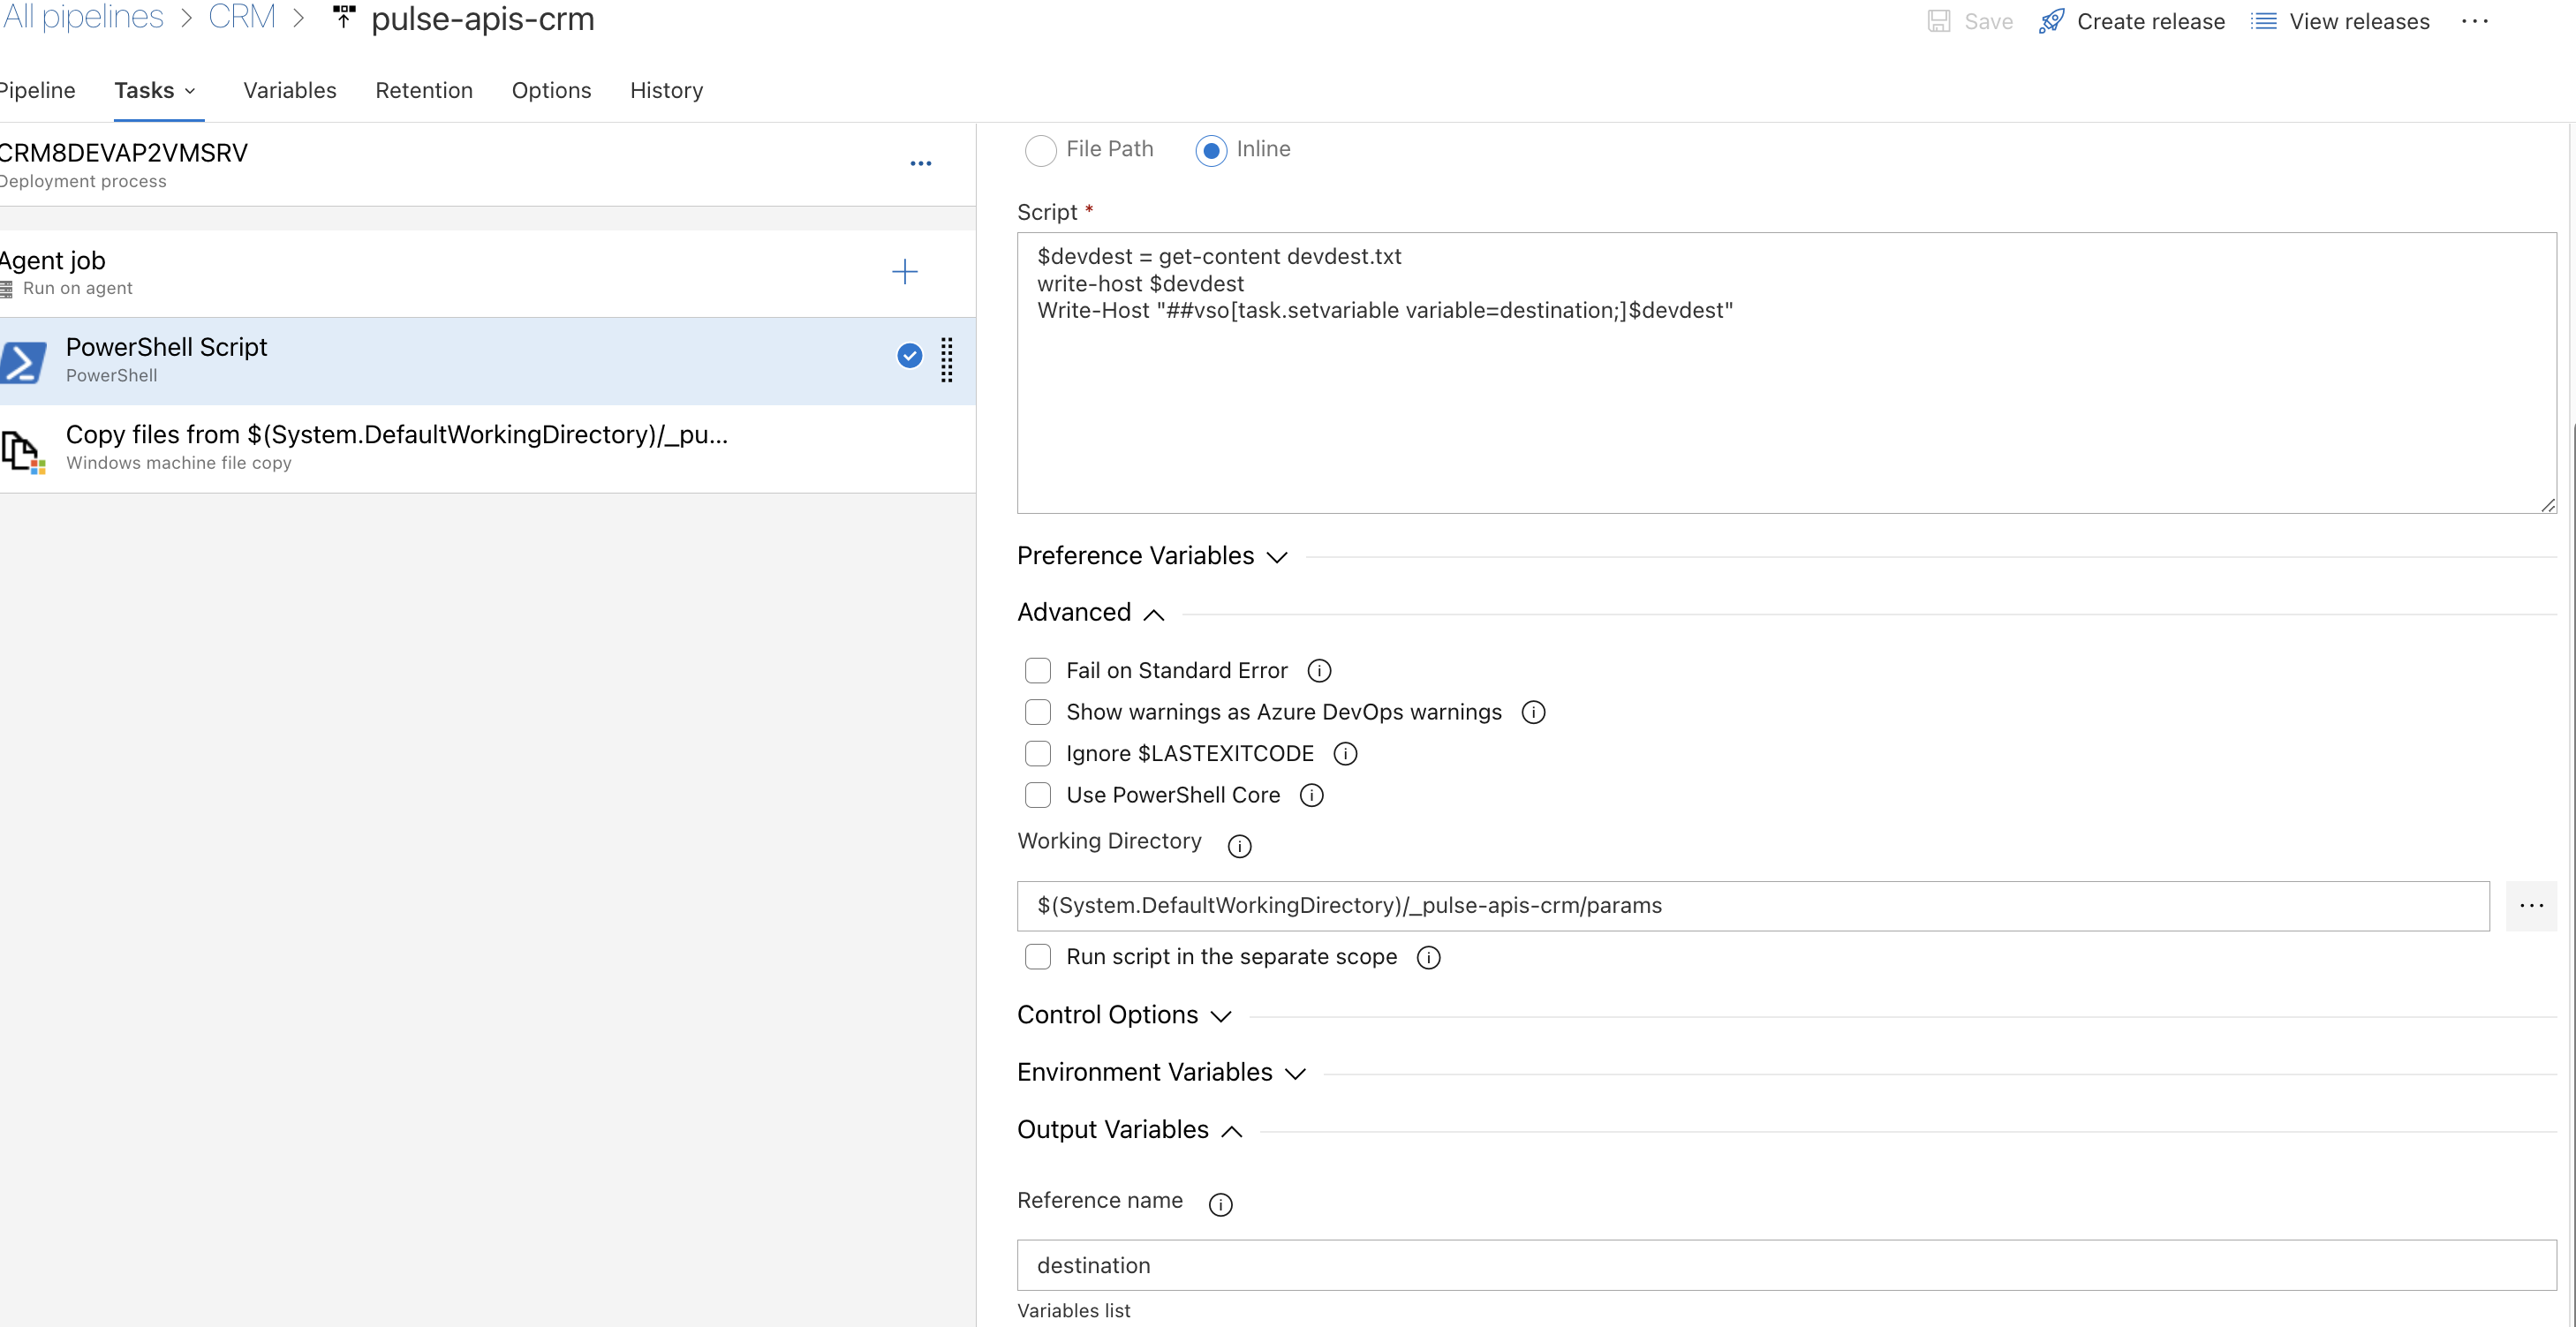 All pipelines > CRM > pulse-apis-crm
Save Create release View releases ...
Pipeline Tasks Variables Retention Options History
CRM8DEVAP2VMSRV
Deployment process
Agent job
Run on agent
PowerShell Script
PowerShell
Copy files from $(System.DefaultWorkingDirectory)/_pu...
Windows machine file copy
File Path Inline
Script *
$devdest = get-content devdest.txt
write-host $devdest
Write-Host "##vso[task.setvariable variable=destination;]$devdest"
Preference Variables
Advanced
Fail on Standard Error
Show warnings as Azure DevOps warnings
Ignore $LASTEXITCODE
Use PowerShell Core
Working Directory
$(System.DefaultWorkingDirectory)/_pulse-apis-crm/params
Run script in the separate scope
Control Options
Environment Variables
Output Variables
Reference name
destination
Variables list